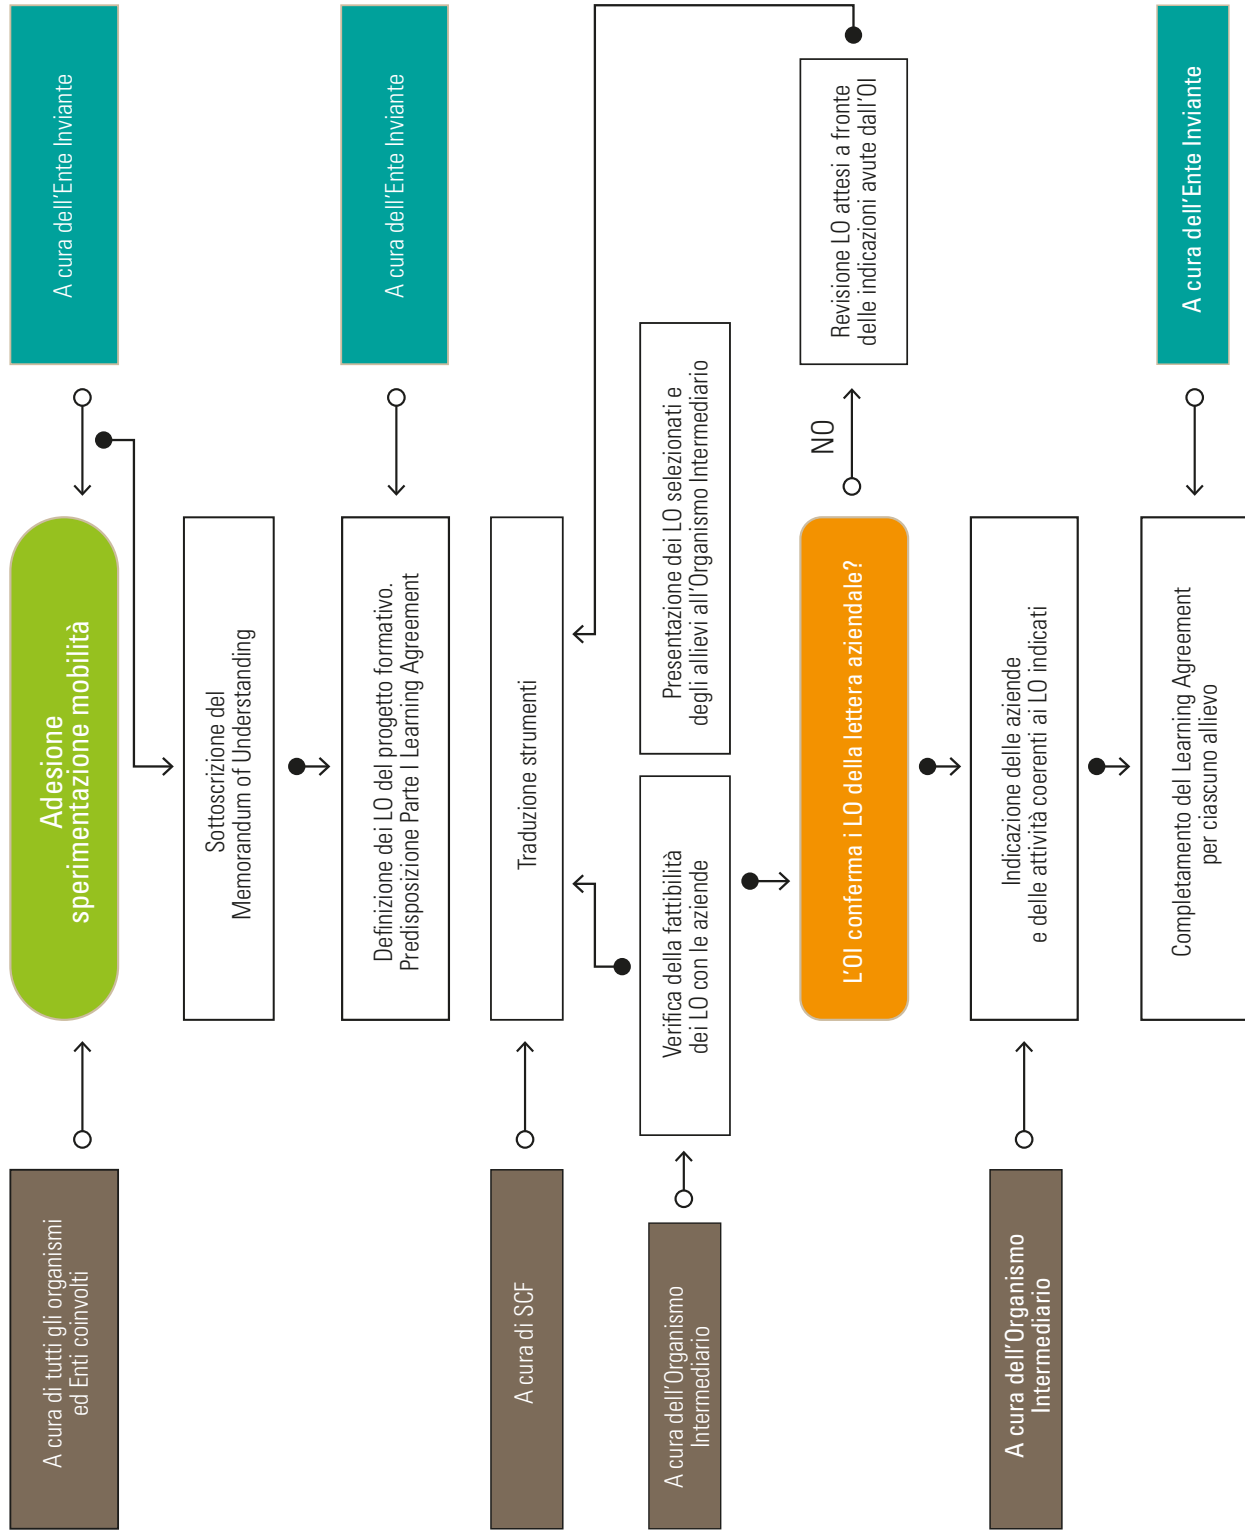 A cura di tutti gli organismi
ed Enti coinvolti
Adesione
sperimentazione mobilità
A cura dell'Ente Inviante
Sottoscrizione del
Memorandum of Understanding
Definizione dei LO del progetto formativo.
Predisposizione Parte I Learning Agreement
A cura dell'Ente Inviante
A cura di SCF
Traduzione strumenti
A cura dell'Organismo
Intermediario
Verifica della fattibilità
dei LO con le aziende
Presentazione dei LO selezionati e
degli allievi all'Organismo Intermediario
L'OI conferma i LO della lettera aziendale?
NO
Revisione LO attesi a fronte
delle indicazioni avute dall'OI
A cura dell'Organismo
Intermediario
Indicazione delle aziende
e delle attività coerenti ai LO indicati
Completamento del Learning Agreement
per ciascuno allievo
A cura dell'Ente Inviante